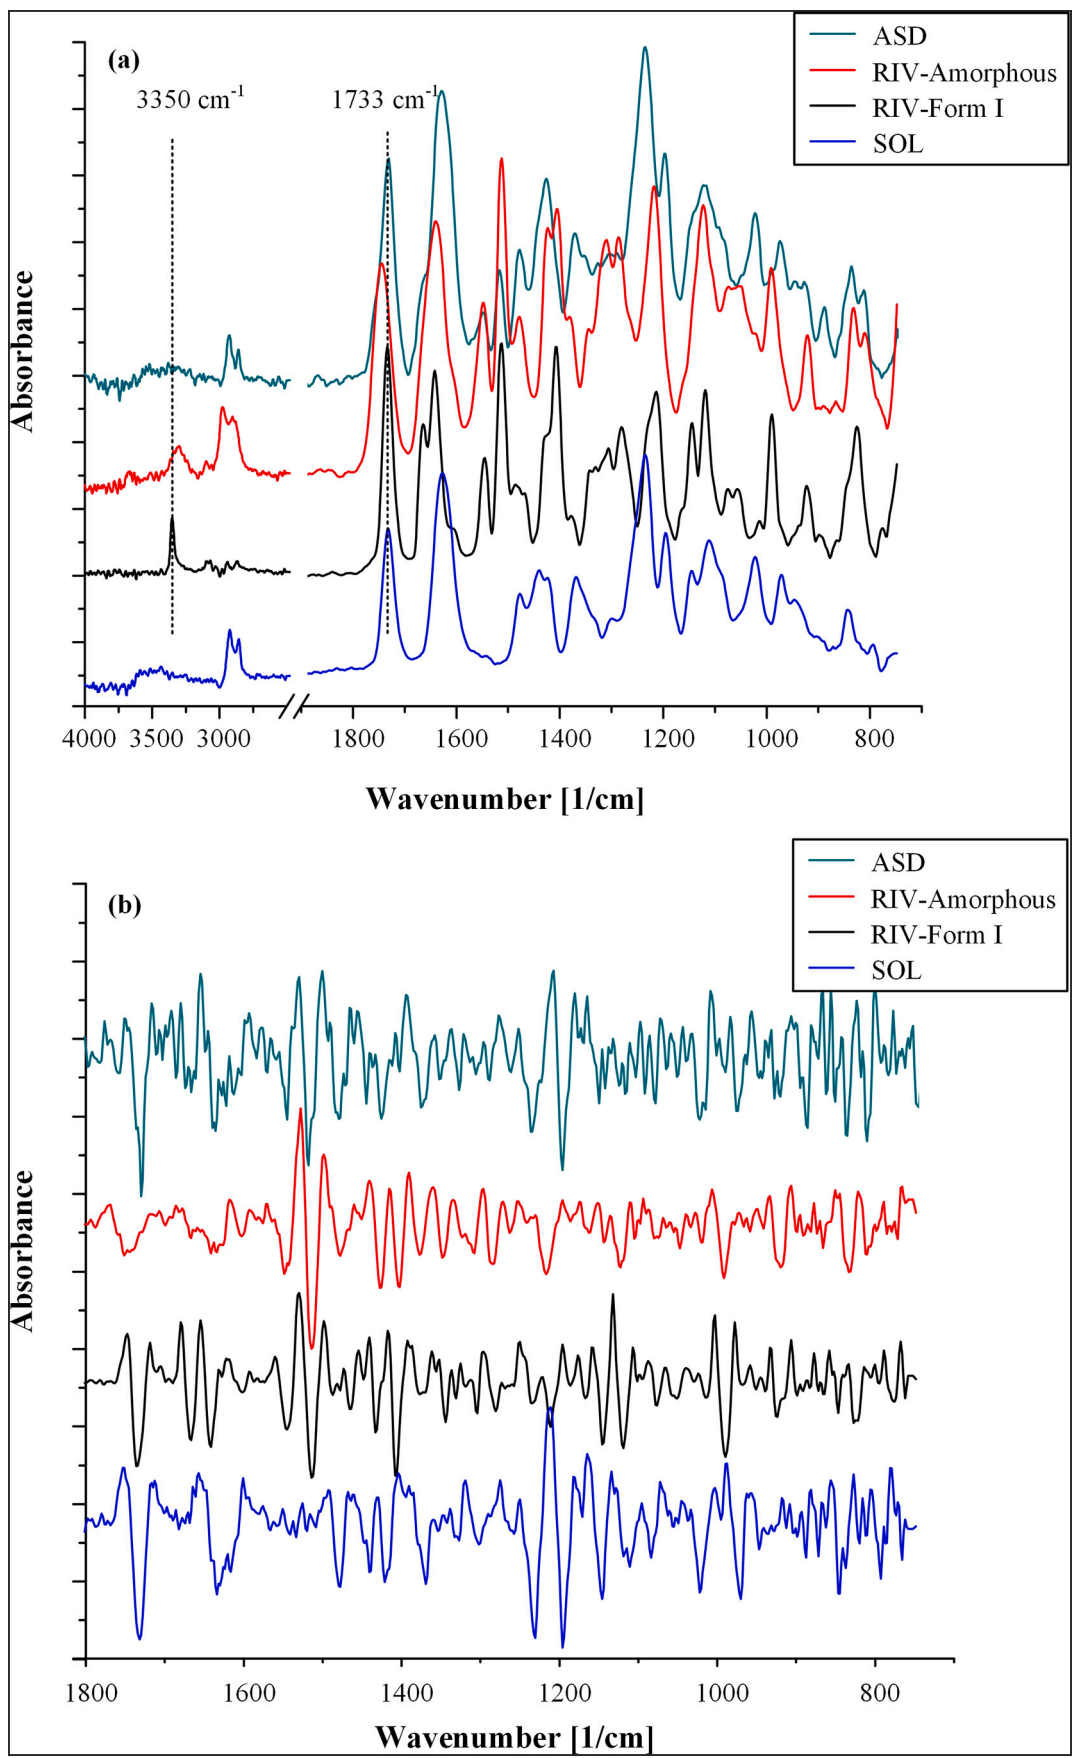 (a)
ASD
RIV-Amorphous
RIV-Form I
SOL
3350 cm⁻¹
1733 cm⁻¹
Absorbance
4000 3500 3000 1800 1600 1400 1200 1000 800
Wavenumber [1/cm]
(b)
ASD
RIV-Amorphous
RIV-Form I
SOL
Absorbance
1800 1600 1400 1200 1000 800
Wavenumber [1/cm]